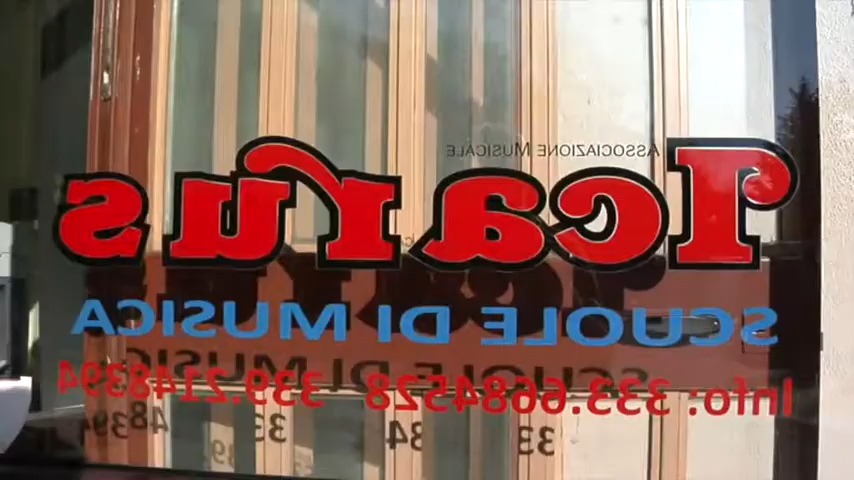 Associazione Musicale
Icarus
SCUOLE DI MUSICA
Info: 333.6684528 339.2148394